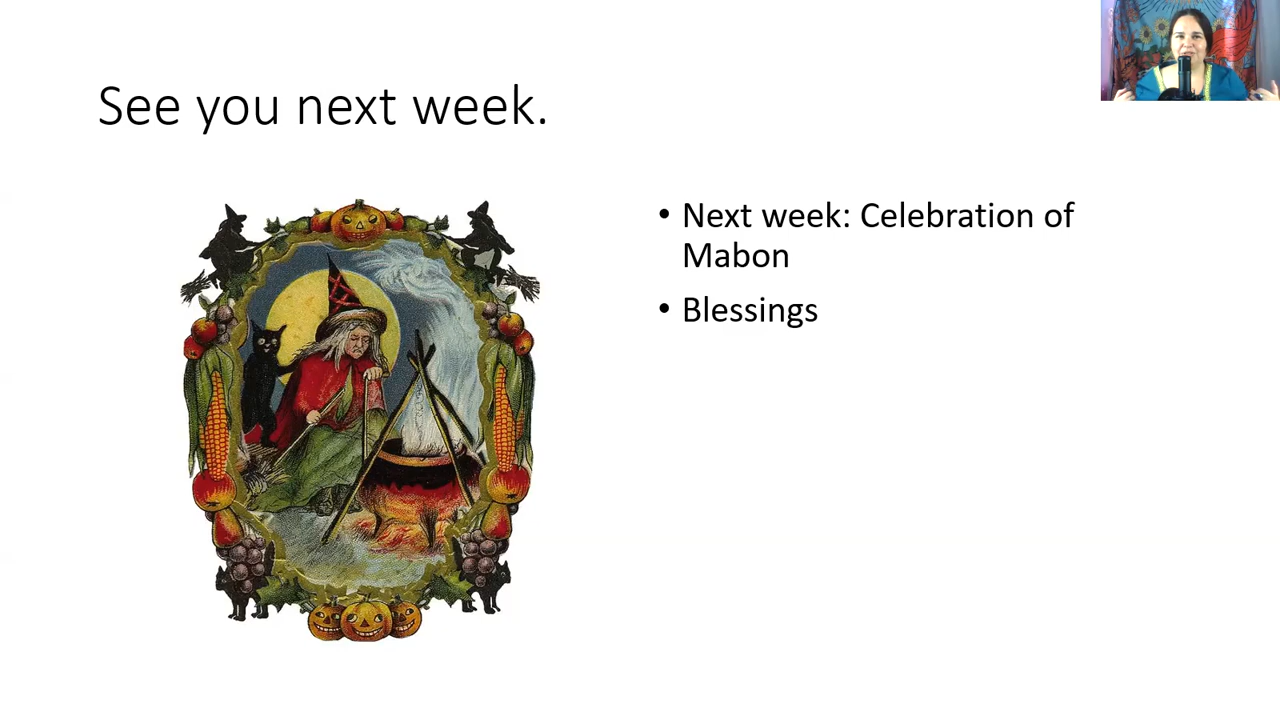 See you next week.
• Next week: Celebration of
Mabon
• Blessings